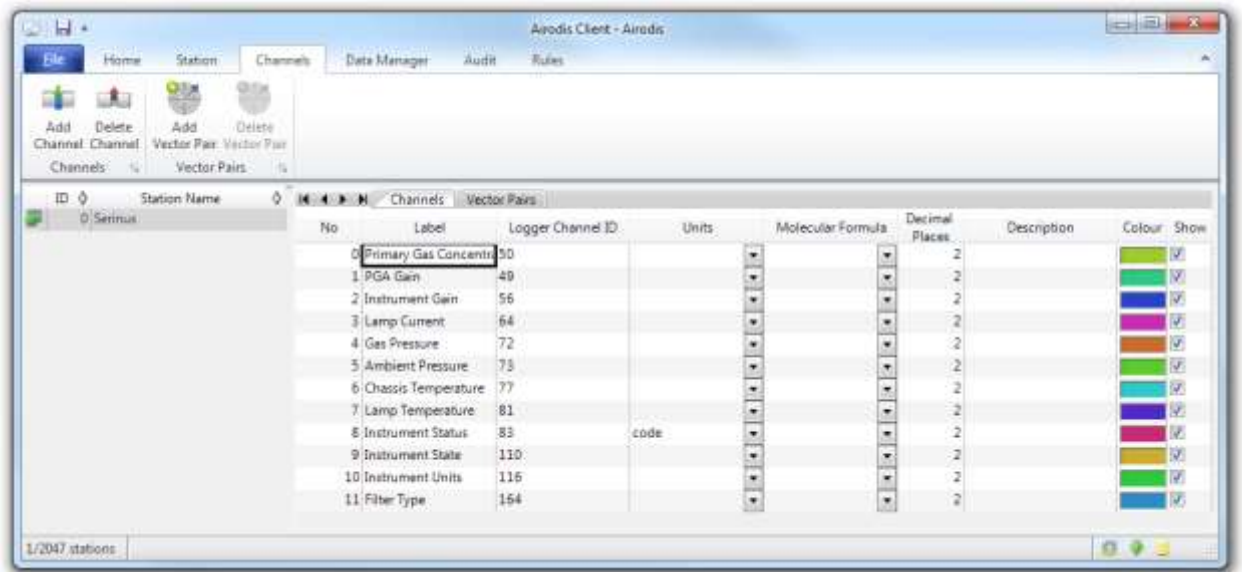 Airodis Client - Airodis
File Home Station Channels Data Manager Audit Rules
Add Channel Delete Channel Add Vector Pair Delete Vector Pair
Channels Vector Pairs
ID Station Name Channels Vector Pairs
0 Serinus
No Label Logger Channel ID Units Molecular Formula Decimal Places Description Colour Show
0 Primary Gas Concentr 50 2
1 PGA Gain 49 2
2 Instrument Gain 56 2
3 Lamp Current 64 2
4 Gas Pressure 72 2
5 Ambient Pressure 73 2
6 Chassis Temperature 77 2
7 Lamp Temperature 81 2
8 Instrument Status 83 code 2
9 Instrument State 110 2
10 Instrument Units 116 2
11 Filter Type 164 2
1/2047 stations